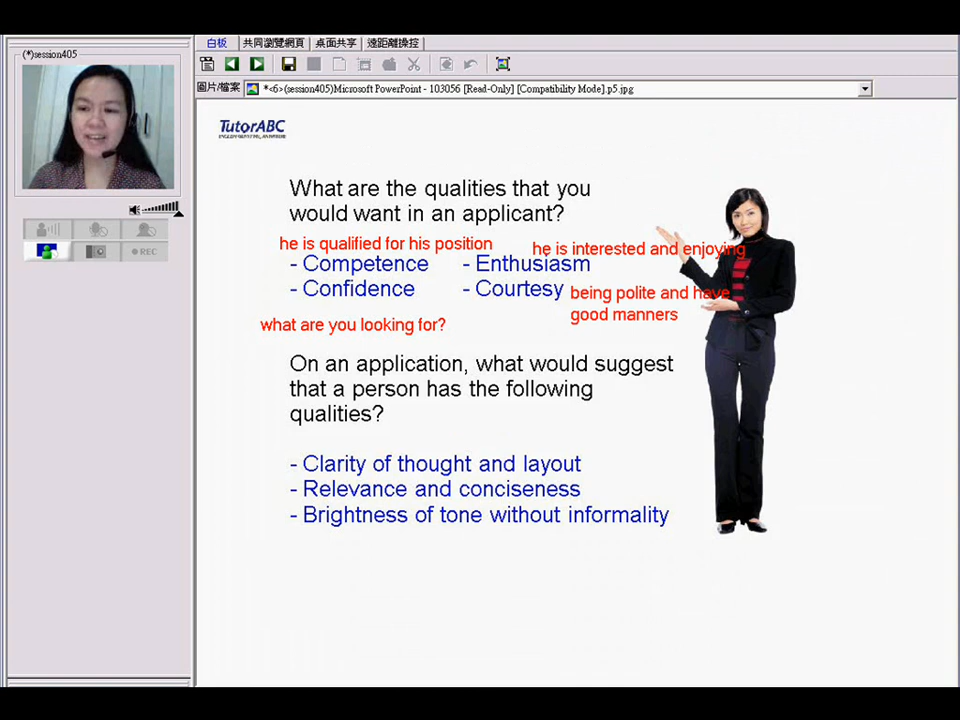 (*)session405
白板 共同瀏覽網頁 桌面共享 遠距離操控
圖片/檔案 *<6>(session405)Microsoft PowerPoint - 103056 [Read-Only] [Compatibility Mode].p5.jpg
REC
TutorABC
What are the qualities that you
would want in an applicant?
he is qualified for his position
he is interested and enjoying
- Competence - Enthusiasm
- Confidence - Courtesy
being polite and have
good manners
what are you looking for?
On an application, what would suggest
that a person has the following
qualities?
- Clarity of thought and layout
- Relevance and conciseness
- Brightness of tone without informality